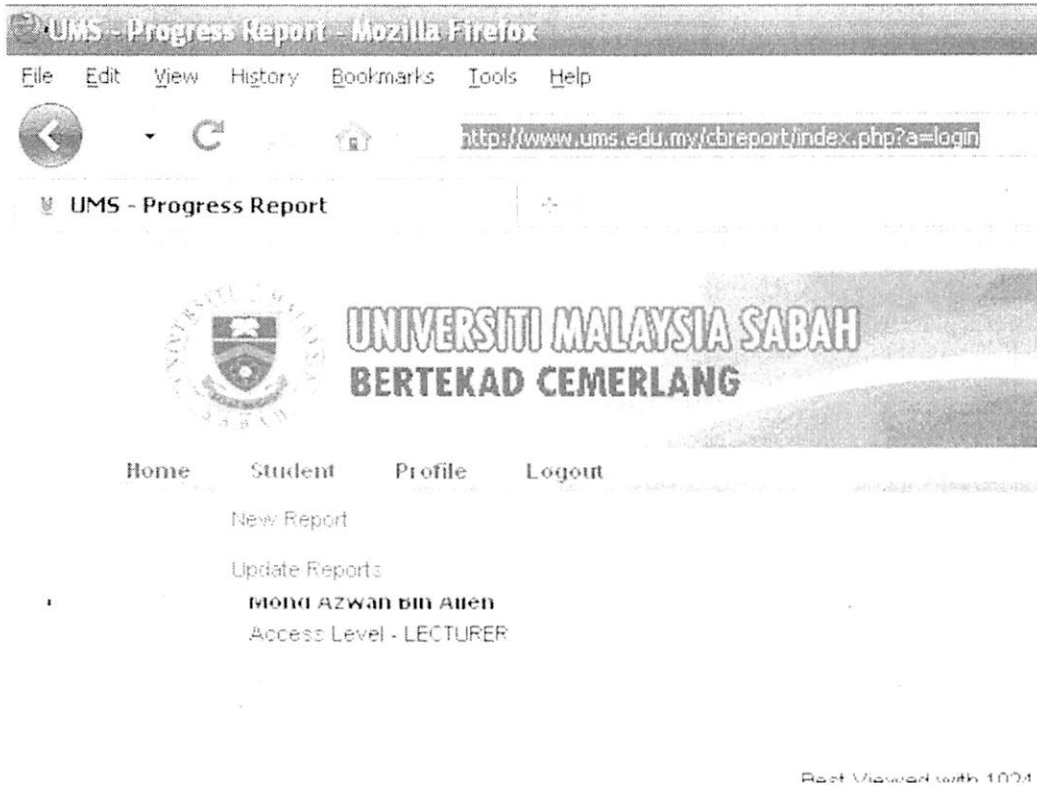 UMS - Progress Report - Mozilla Firefox
File Edit View History Bookmarks Tools Help
http://www.ums.edu.my/cbreport/index.php?a=login
UMS - Progress Report
UNIVERSITI MALAYSIA SABAH
BERTEKAD CEMERLANG
Home Student Profile Logout
New Report
Update Reports
Mohd Azwan Bin Allen
Access Level - LECTURER
Best Viewed with 1024